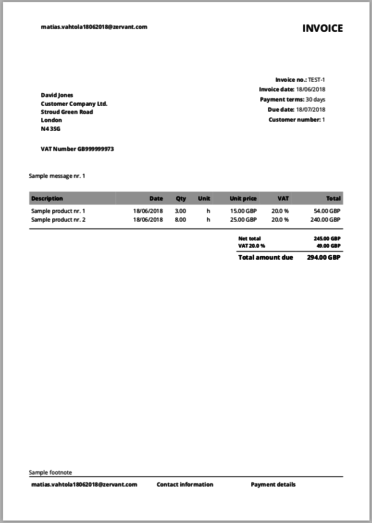 matias.vahtola18062018@zervant.com
INVOICE
Invoice no.: TEST-1
Invoice date: 18/06/2018
Payment terms: 30 days
Due date: 18/07/2018
Customer number: 1
David Jones
Customer Company Ltd.
Stroud Green Road
London
N4 3SG
VAT Number GB999999973
Sample message nr. 1
Description Date Qty Unit Unit price VAT Total
Sample product nr. 1 18/06/2018 3.00 h 15.00 GBP 20.0 % 54.00 GBP
Sample product nr. 2 18/06/2018 8.00 h 25.00 GBP 20.0 % 240.00 GBP
Net total 245.00 GBP
VAT 20.0 % 49.00 GBP
Total amount due 294.00 GBP
Sample footnote
matias.vahtola18062018@zervant.com Contact information Payment details